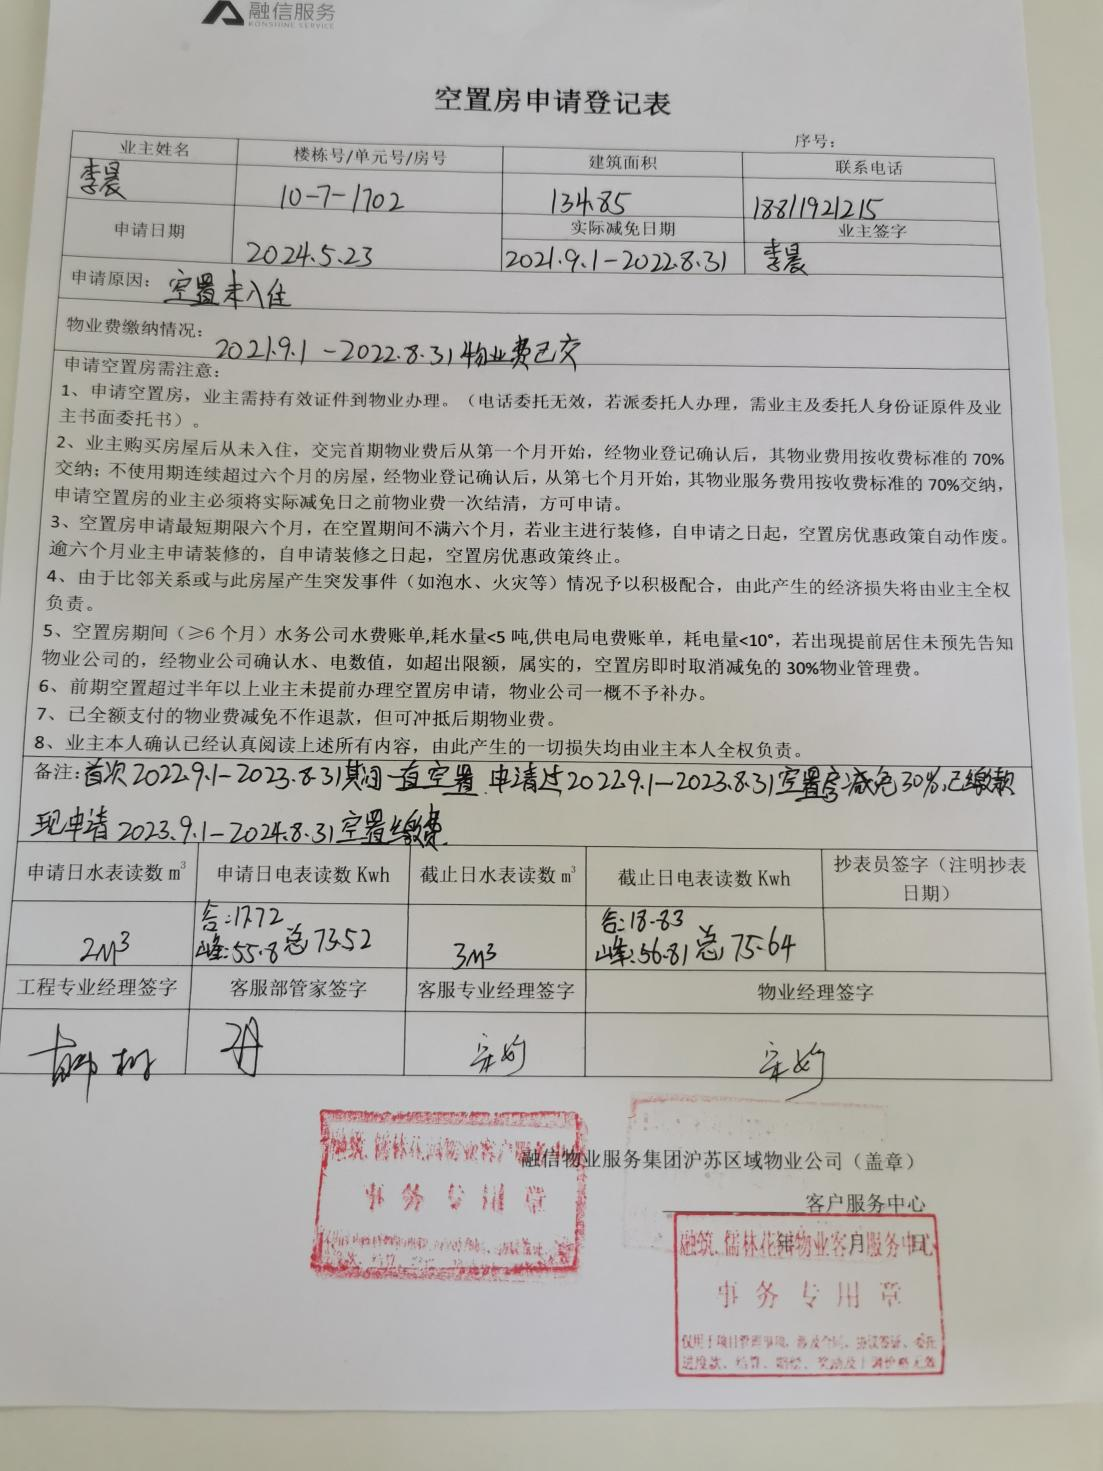 融信服务
KONSHINE SERVICE
空置房申请登记表
序号：
业主姓名 楼栋号/单元号/房号 建筑面积 联系电话
李晨 10-7-1702 134.85 18811921215
申请日期 2024.5.23 实际减免日期 业主签字
2021.9.1-2022.8.31 李晨
申请原因：空置未入住
物业费缴纳情况：2021.9.1-2022.8.31物业费已交
申请空置房需注意：
1、申请空置房，业主需持有效证件到物业办理。（电话委托无效，若派委托人办理，需业主及委托人身份证原件及业
主书面委托书）。
2、业主购买房屋后从未入住，交完首期物业费后从第一个月开始，经物业登记确认后，其物业费用按收费标准的70%
交纳；不使用期连续超过六个月的房屋，经物业登记确认后，从第七个月开始，其物业服务费用按收费标准的70%交纳，
申请空置房的业主必须将实际减免日之前物业费一次结清，方可申请。
3、空置房申请最短期限六个月，在空置期间不满六个月，若业主进行装修，自申请之日起，空置房优惠政策自动作废。
逾六个月业主申请装修的，自申请装修之日起，空置房优惠政策终止。
4、由于比邻关系或与此房屋产生突发事件（如泡水、火灾等）情况予以积极配合，由此产生的经济损失将由业主全权
负责。
5、空置房期间（≥6个月）水务公司水费账单,耗水量<5吨,供电局电费账单，耗电量<10°，若出现提前居住未预先告知
物业公司的，经物业公司确认水、电数值，如超出限额，属实的，空置房即时取消减免的30%物业管理费。
6、前期空置超过半年以上业主未提前办理空置房申请，物业公司一概不予补办。
7、已全额支付的物业费减免不作退款，但可冲抵后期物业费。
8、业主本人确认已经认真阅读上述所有内容，由此产生的一切损失均由业主本人全权负责。
备注：首次2022.9.1-2023.8.31期间一直空置，申请过2022.9.1-2023.8.31空置房减免30%,已缴款
现申请2023.9.1-2024.8.31空置缴费.
申请日水表读数m³ 申请日电表读数Kwh 截止日水表读数m³ 截止日电表读数Kwh 抄表员签字（注明抄表
日期）
2M³ 谷:17.72 峰:55.8 总73.52 3M³ 谷:18.83 峰:56.81 总75.64
工程专业经理签字 客服部管家签字 客服专业经理签字 物业经理签字
融信物业服务集团沪苏区域物业公司（盖章）
客户服务中心
年 月 日
事务专用章
融筑.儒林花园物业客户服务中心
事务专用章